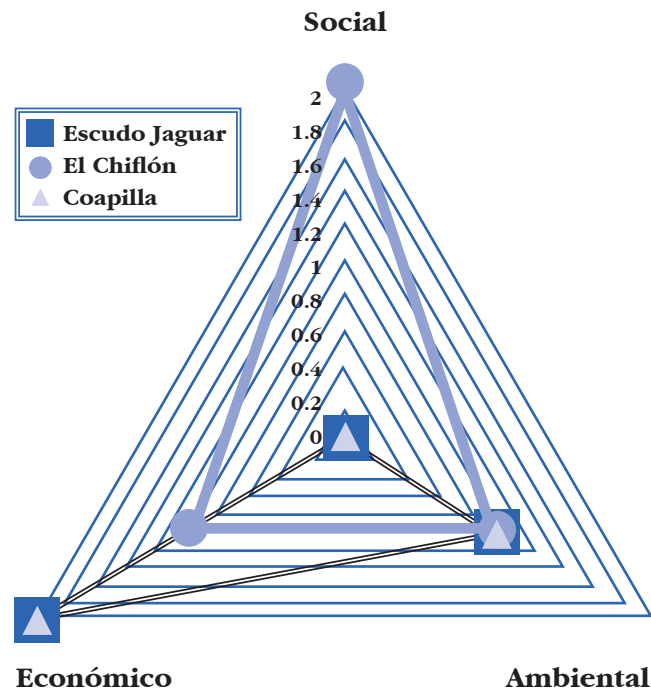 Social
Escudo Jaguar
El Chiflón
Coapilla
2
1.8
1.6
1.4
1.2
1
0.8
0.6
0.4
0.2
0
Económico
Ambiental